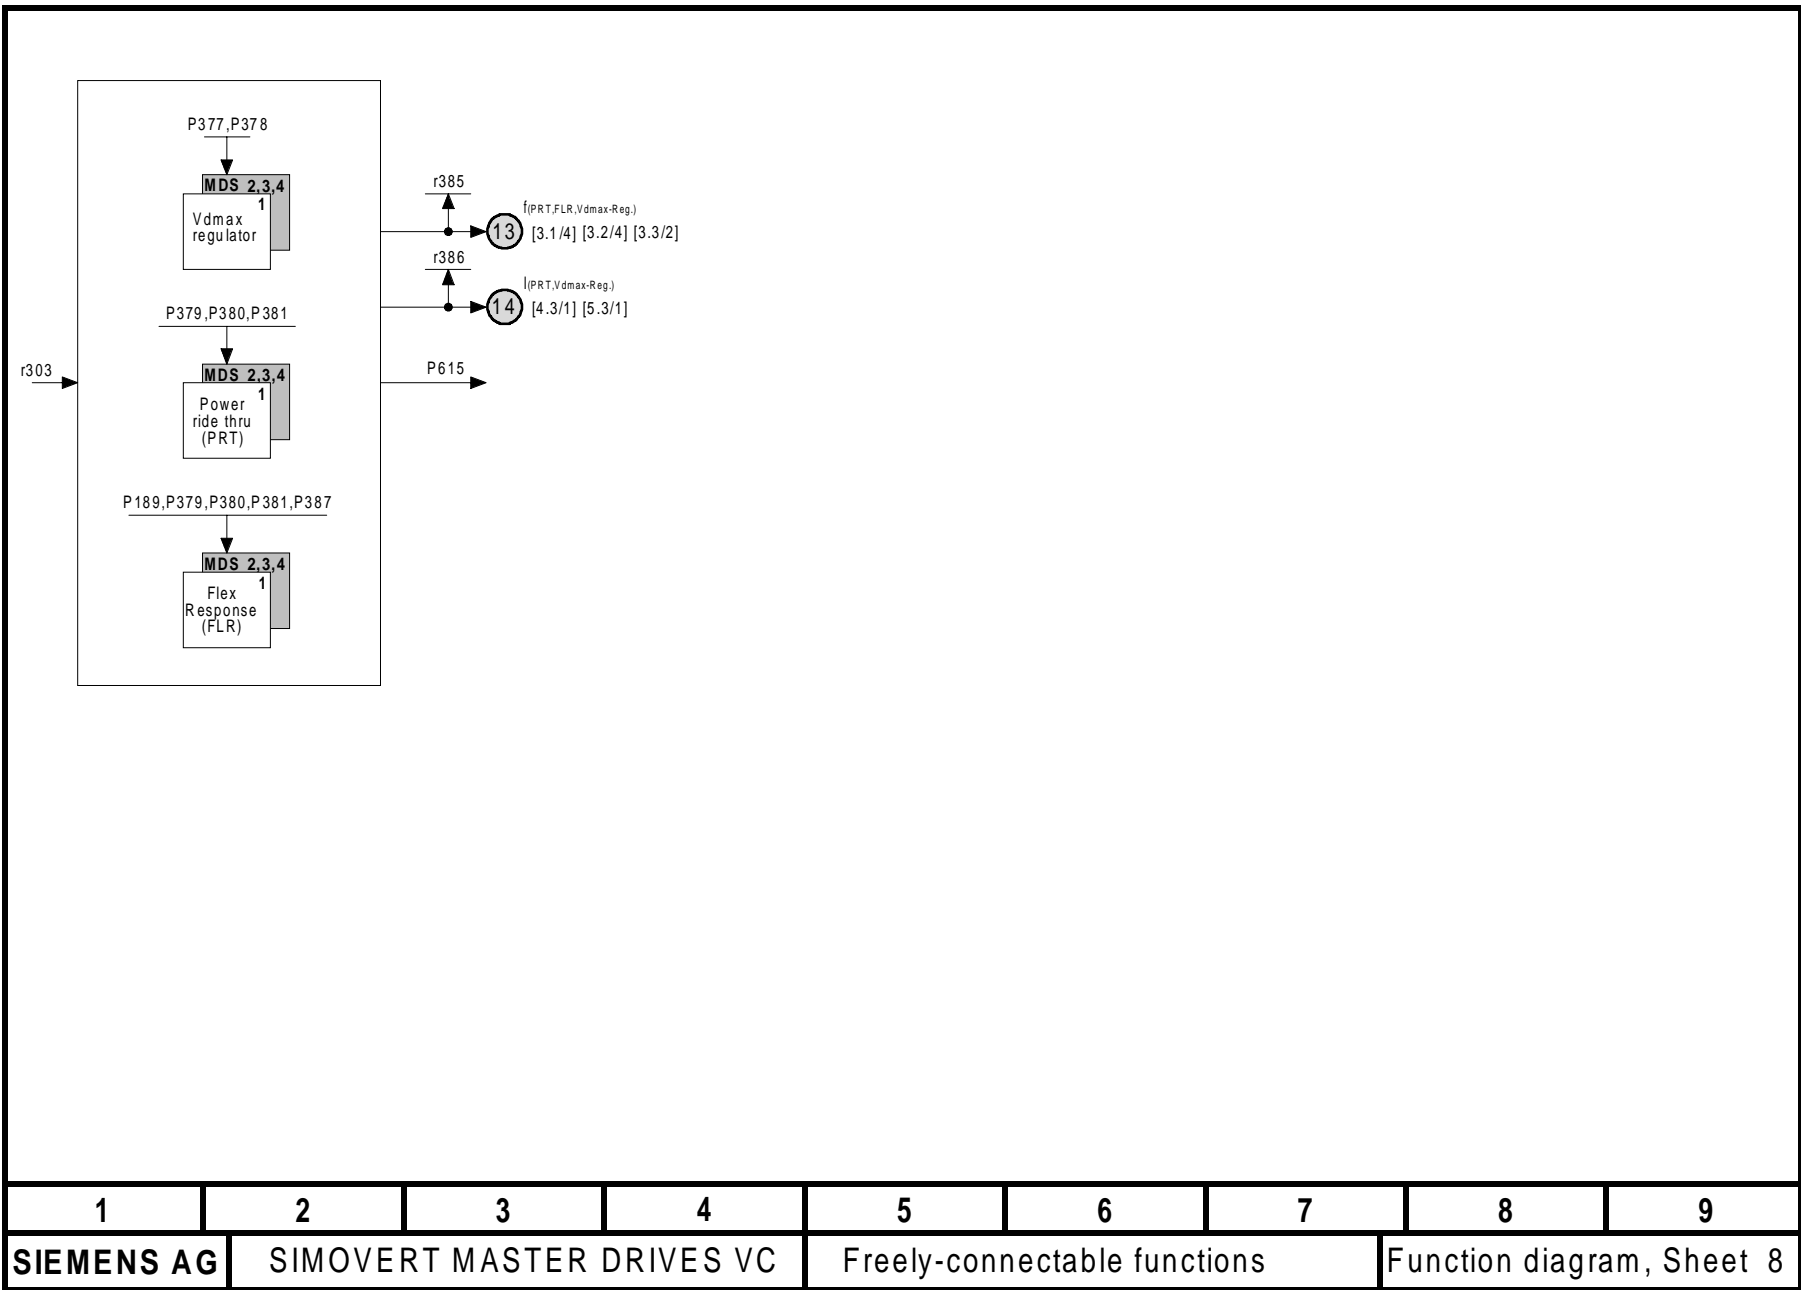 P377,P378
MDS 2,3,4
1
Vdmax
regulator
r385
f(PRT,FLR,Vdmax-Reg.)
13
[3.1/4] [3.2/4] [3.3/2]
r386
I(PRT,Vdmax-Reg.)
14
[4.3/1] [5.3/1]
P379,P380,P381
r303
MDS 2,3,4
1
Power
ride thru
(PRT)
P615
P189,P379,P380,P381,P387
MDS 2,3,4
1
Flex
Response
(FLR)
1 2 3 4 5 6 7 8 9
SIEMENS AG SIMOVERT MASTER DRIVES VC Freely-connectable functions Function diagram, Sheet 8